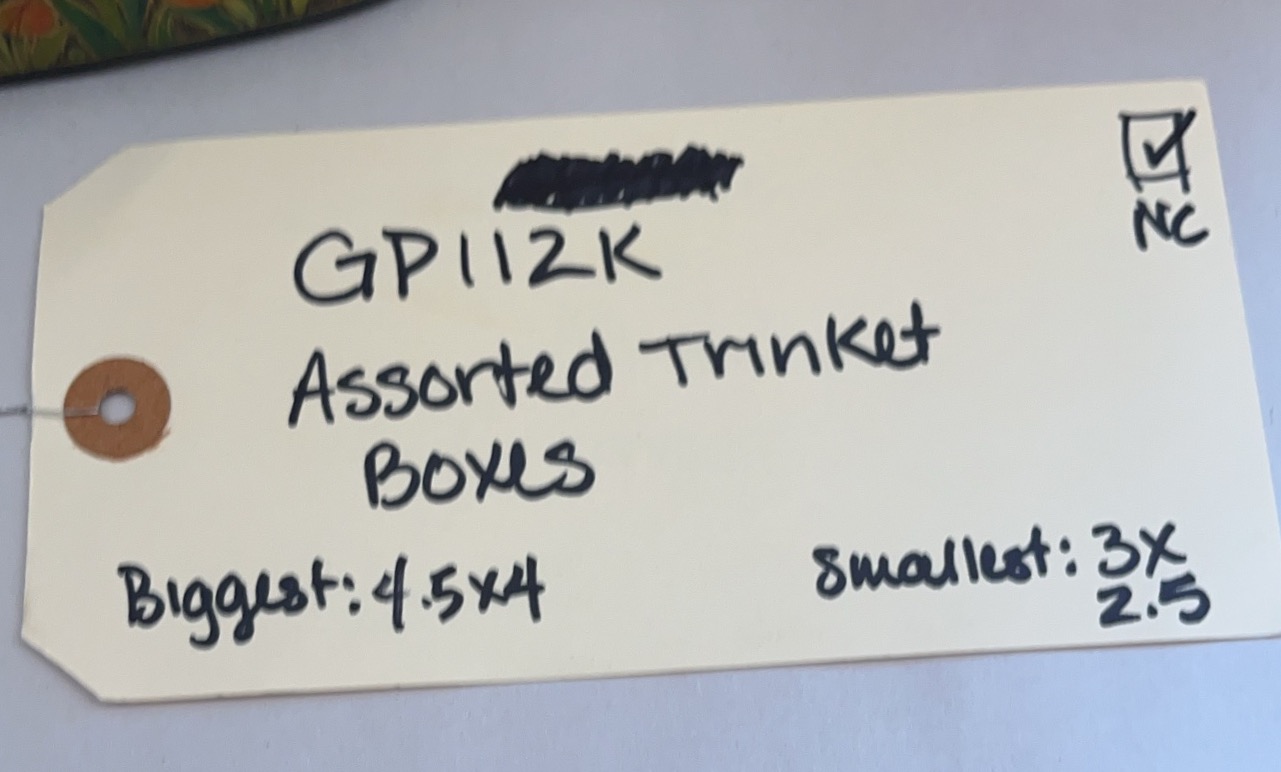 NC
GP112K
Assorted Trinket
Boxes
Biggest: 4.5x4
Smallest: 3x
2.5